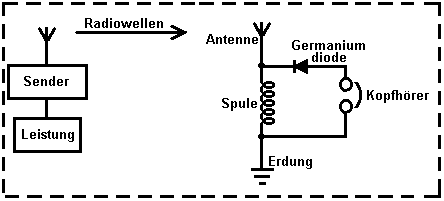 Radiowellen
Antenne
Germanium
diode
Sender
Kopfhörer
Spule
Leistung
Erdung